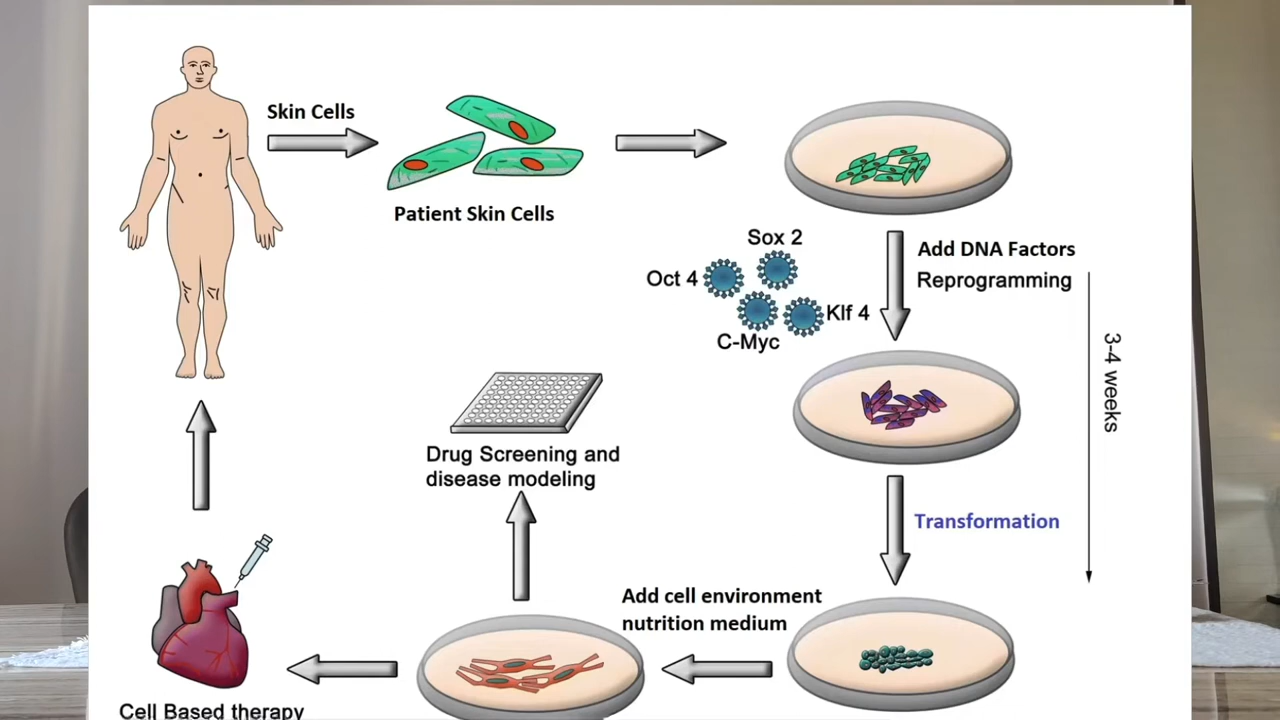 Skin Cells
Patient Skin Cells
Sox 2
Oct 4
Klf 4
C-Myc
Add DNA Factors
Reprogramming
3-4 weeks
Drug Screening and
disease modeling
Transformation
Add cell environment
nutrition medium
Cell Based therapy